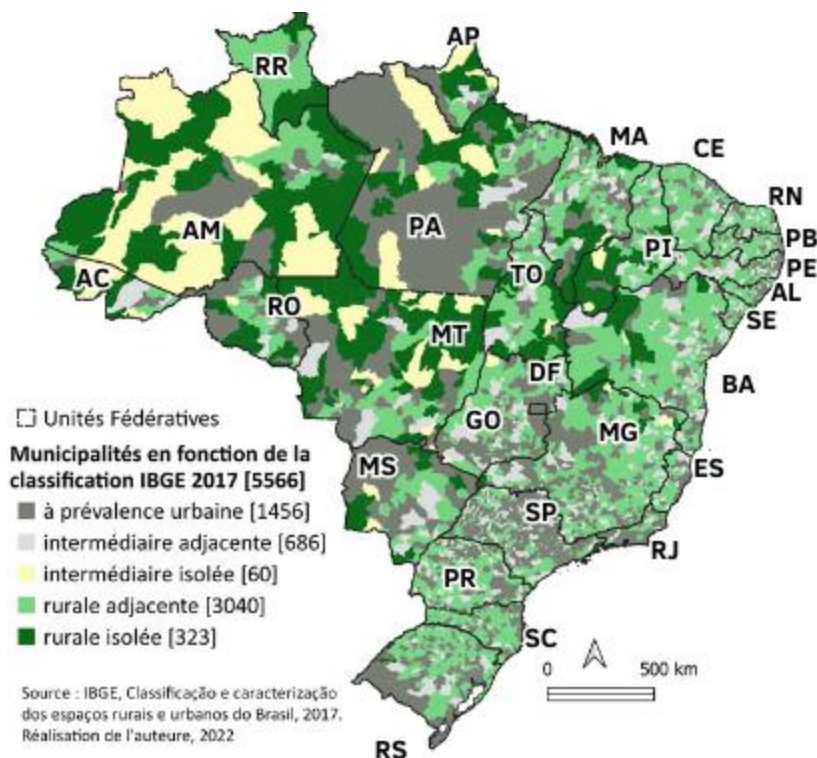 AP
RR
MA
CE
RN
AM
PA
PB
PI
PE
AC
TO
AL
RO
SE
MT
DF
BA
Unités Fédératives
GO
MG
Municipalités en fonction de la
classification IBGE 2017 [5566]
MS
ES
à prévalence urbaine [1456]
SP
intermédiaire adjacente [686]
RJ
intermédiaire isolée [60]
PR
rurale adjacente [3040]
rurale isolée [323]
SC
0 500 km
Source : IBGE, Classificação e caracterização
dos espaços rurais e urbanos do Brasil, 2017.
Réalisation de l'auteure, 2022
RS